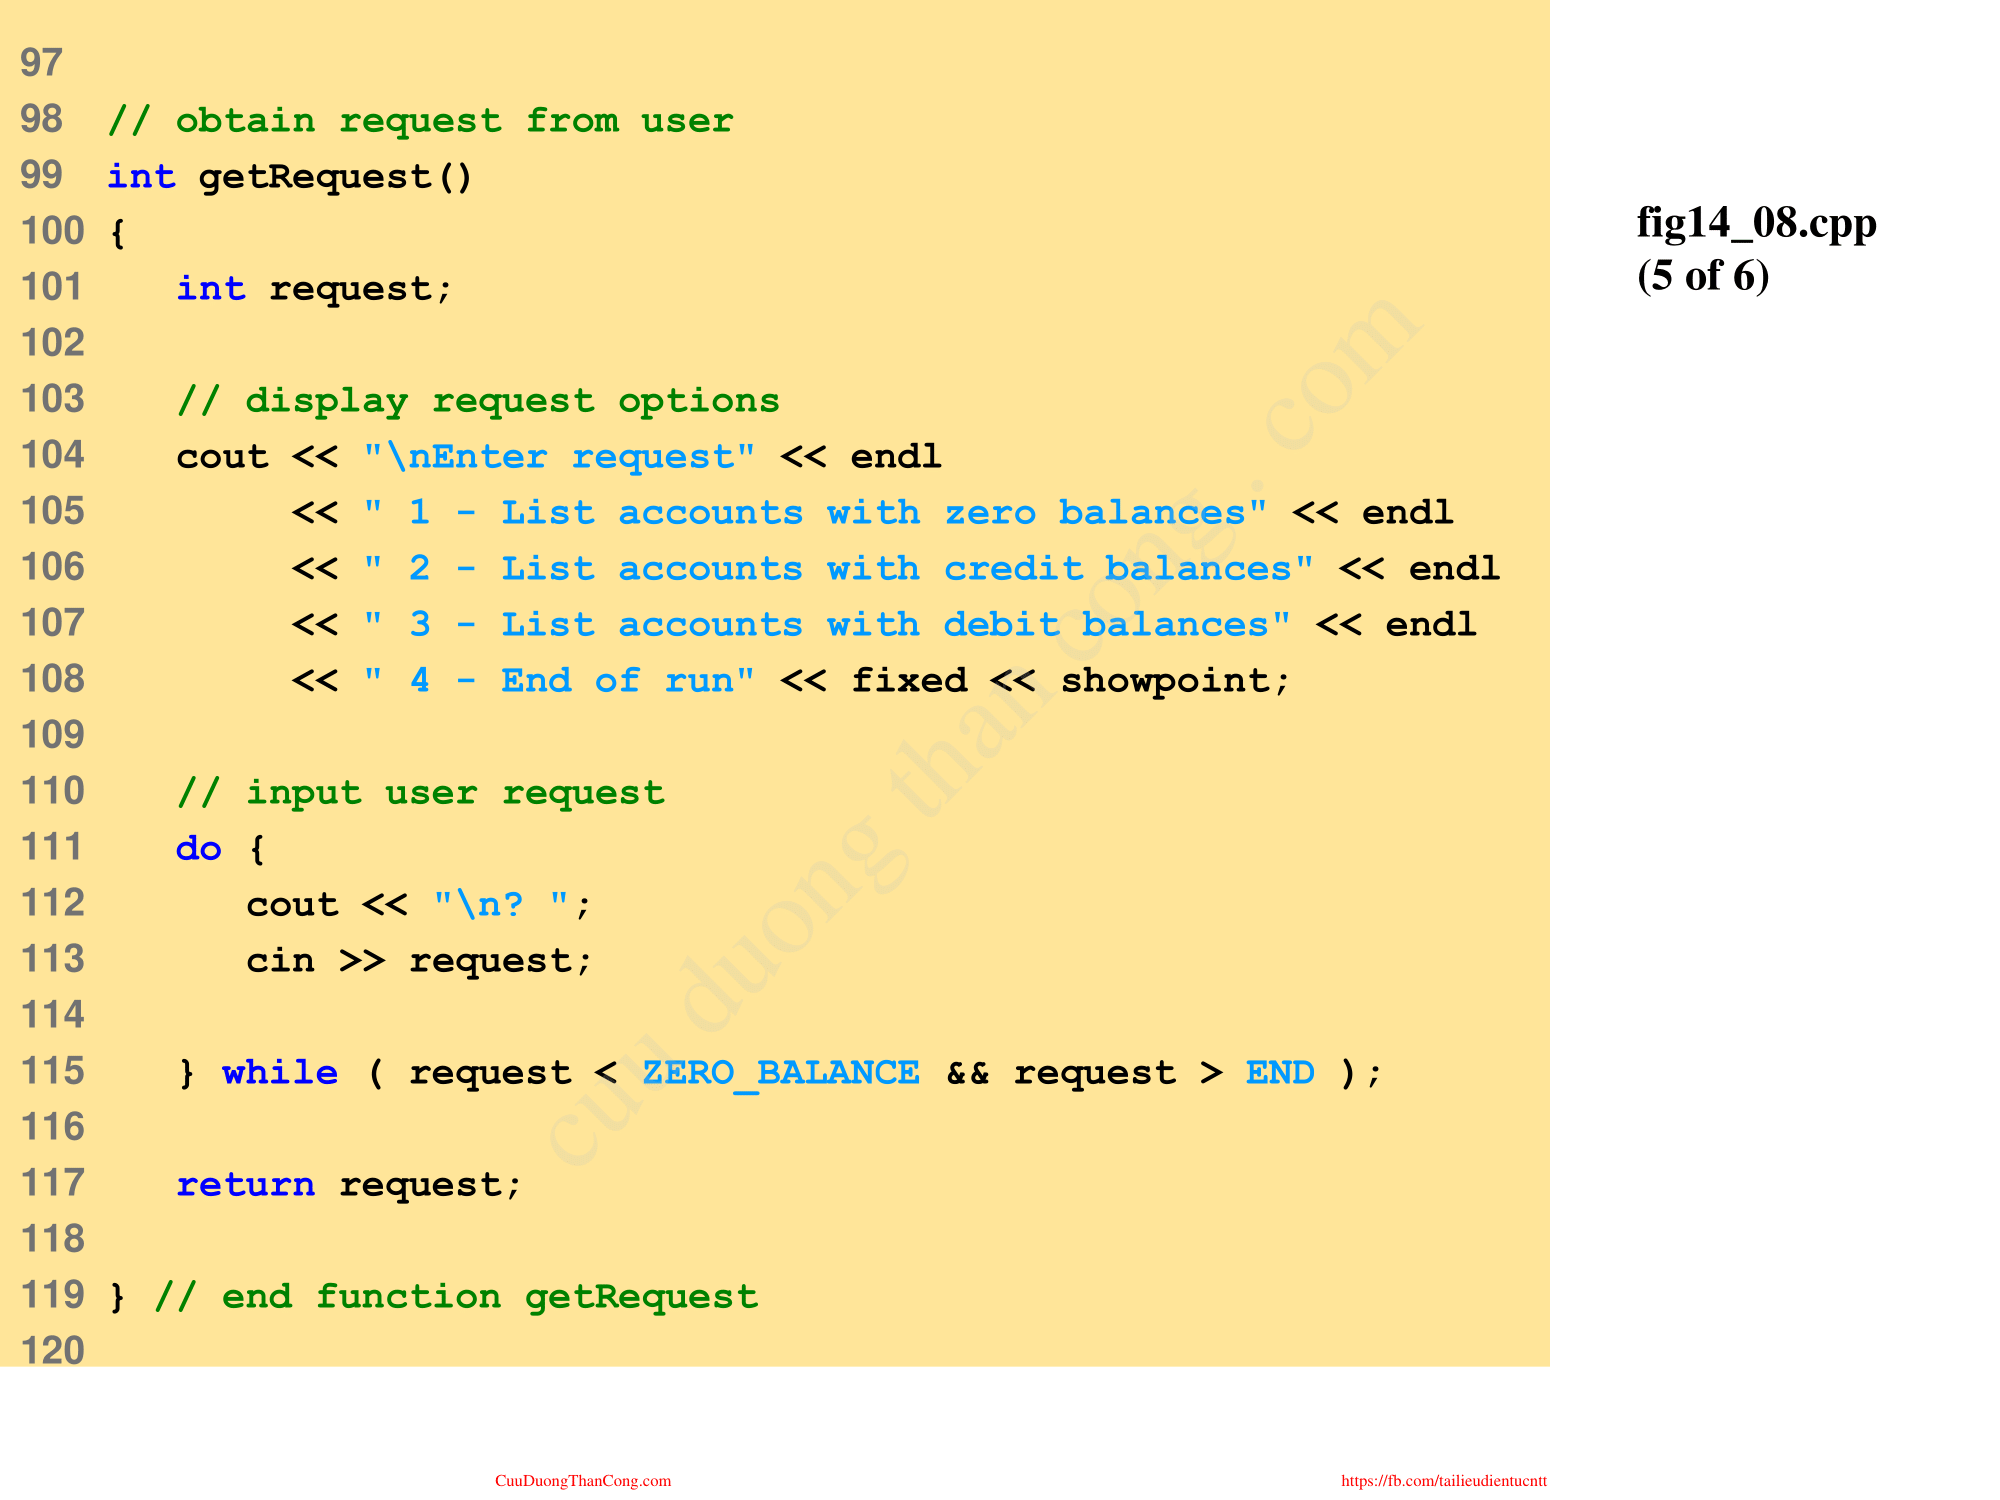 97
98 // obtain request from user
99 int getRequest()
100 {
101 int request;
102
103 // display request options
104 cout << "\nEnter request" << endl
105 << " 1 - List accounts with zero balances" << endl
106 << " 2 - List accounts with credit balances" << endl
107 << " 3 - List accounts with debit balances" << endl
108 << " 4 - End of run" << fixed << showpoint;
109
110 // input user request
111 do {
112 cout << "\n? ";
113 cin >> request;
114
115 } while ( request < ZERO_BALANCE && request > END );
116
117 return request;
118
119 } // end function getRequest
120
fig14_08.cpp
(5 of 6)
cuu duong than cong . com
CuuDuongThanCong.com
https://fb.com/tailieudientucntt